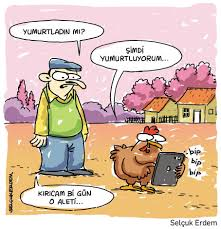 YUMURTLADIN MI?
ŞİMDİ
YUMURTLUYORUM...
bip
bip
bip
KIRICAM Bİ GÜN
O ALETİ...
Selçuk Erdem